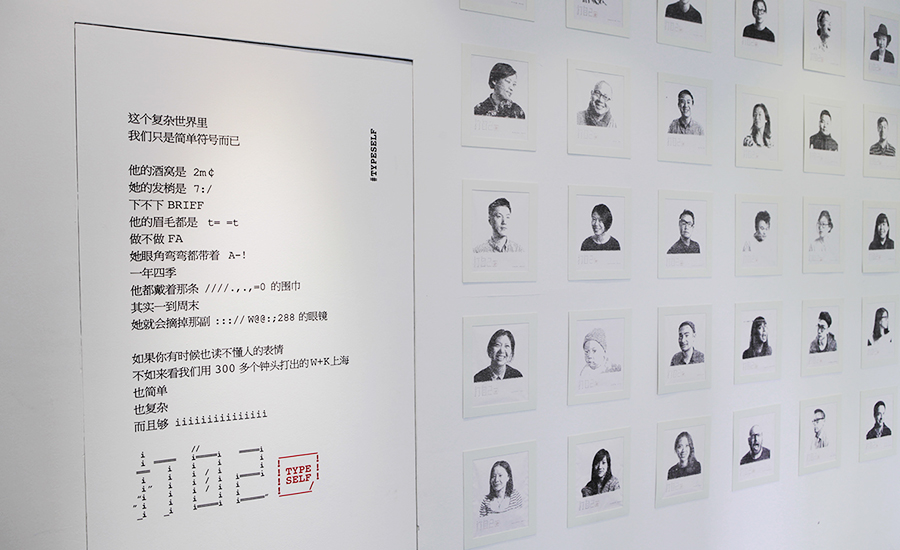 这个复杂世界里
我们只是简单符号而已
他的酒窝是 2m¢
她的发梢是 7:/
下不下 BRIEF
他的眉毛都是 t= =t
做不做 FA
她眼角弯弯都带着 A-!
一年四季
他都戴着那条 ////.,.,=0 的围巾
其实一到周末
她就会摘掉那副 :::// W@@:;288 的眼镜
如果你有时候也读不懂人的表情
不如来看我们用 300 多个钟头打出的 W+K上海
也简单
也复杂
而且够 iiiiiiiiiiiiii
#TYPESELF
TYPE
SELF